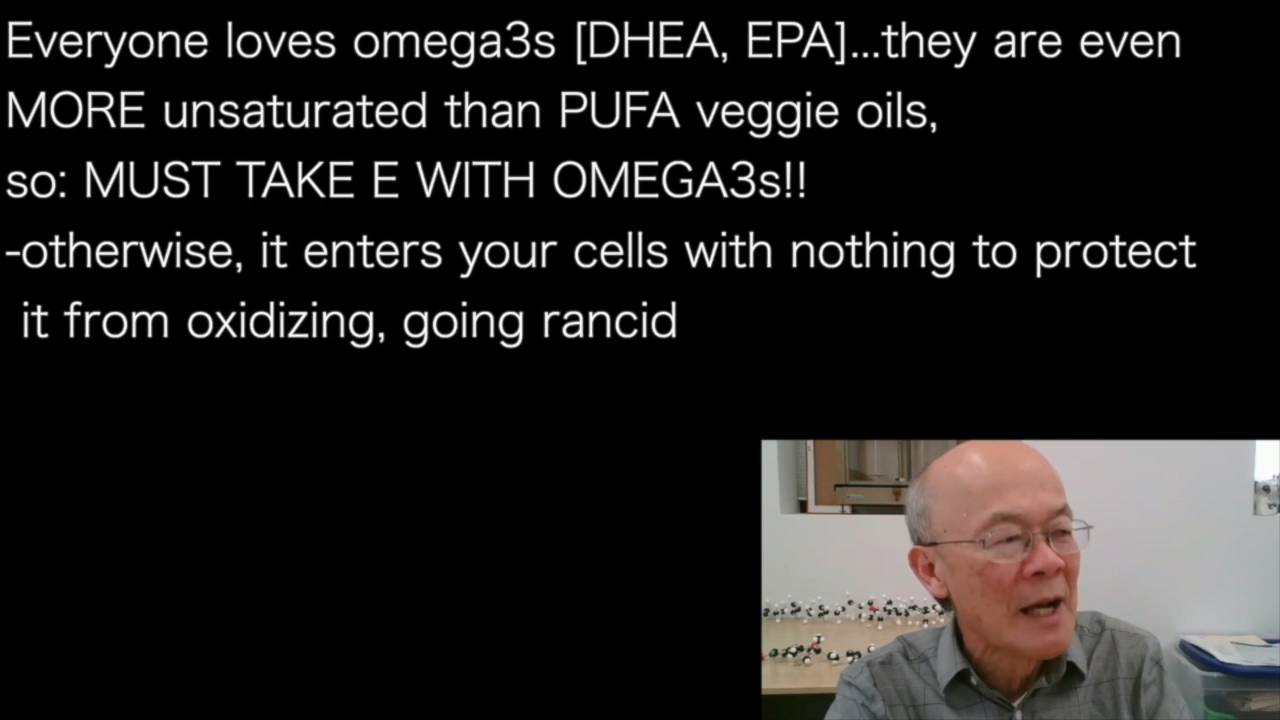 Everyone loves omega3s [DHEA, EPA]...they are even
MORE unsaturated than PUFA veggie oils,
so: MUST TAKE E WITH OMEGA3s!!
-otherwise, it enters your cells with nothing to protect
it from oxidizing, going rancid